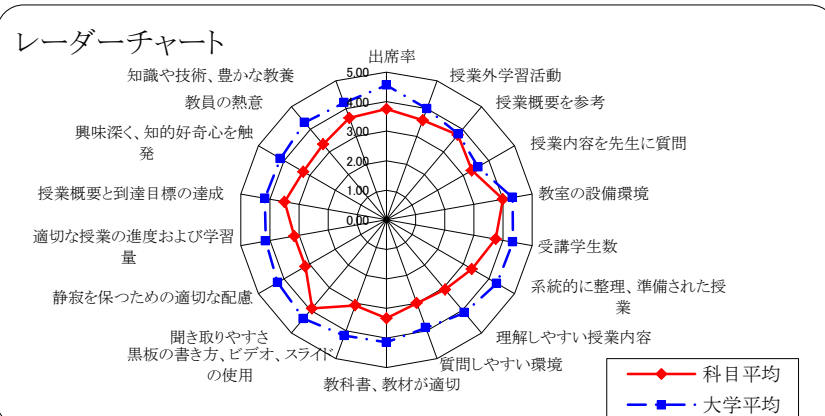 レーダーチャート
出席率
授業外学習活動
授業概要を参考
授業内容を先生に質問
教室の設備環境
受講学生数
系統的に整理、準備された授
業
理解しやすい授業内容
質問しやすい環境
教科書、教材が適切
黒板の書き方、ビデオ、スライド
の使用
聞き取りやすさ
静寂を保つための適切な配慮
適切な授業の進度および学習
量
授業概要と到達目標の達成
興味深く、知的好奇心を触
発
教員の熱意
知識や技術、豊かな教養
5.00
4.00
3.00
2.00
1.00
0.00
科目平均
大学平均